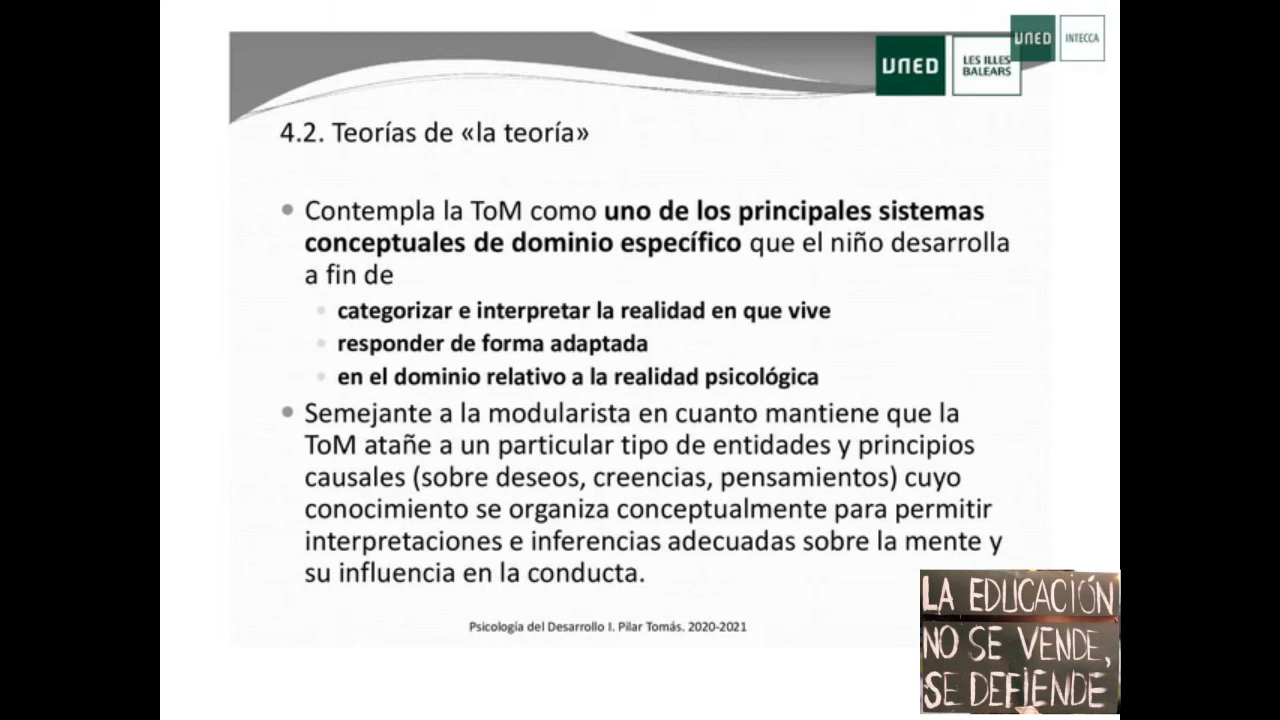 UNED
INTECCA
UNED
LES ILLES
BALEARS
4.2. Teorías de «la teoría»
Contempla la ToM como uno de los principales sistemas
conceptuales de dominio específico que el niño desarrolla
a fin de
categorizar e interpretar la realidad en que vive
responder de forma adaptada
en el dominio relativo a la realidad psicológica
Semejante a la modularista en cuanto mantiene que la
ToM atañe a un particular tipo de entidades y principios
causales (sobre deseos, creencias, pensamientos) cuyo
conocimiento se organiza conceptualmente para permitir
interpretaciones e inferencias adecuadas sobre la mente y
su influencia en la conducta.
Psicología del Desarrollo I. Pilar Tomás. 2020-2021
LA EDUCACIÓN
NO SE VENDE,
SE DEFIENDE